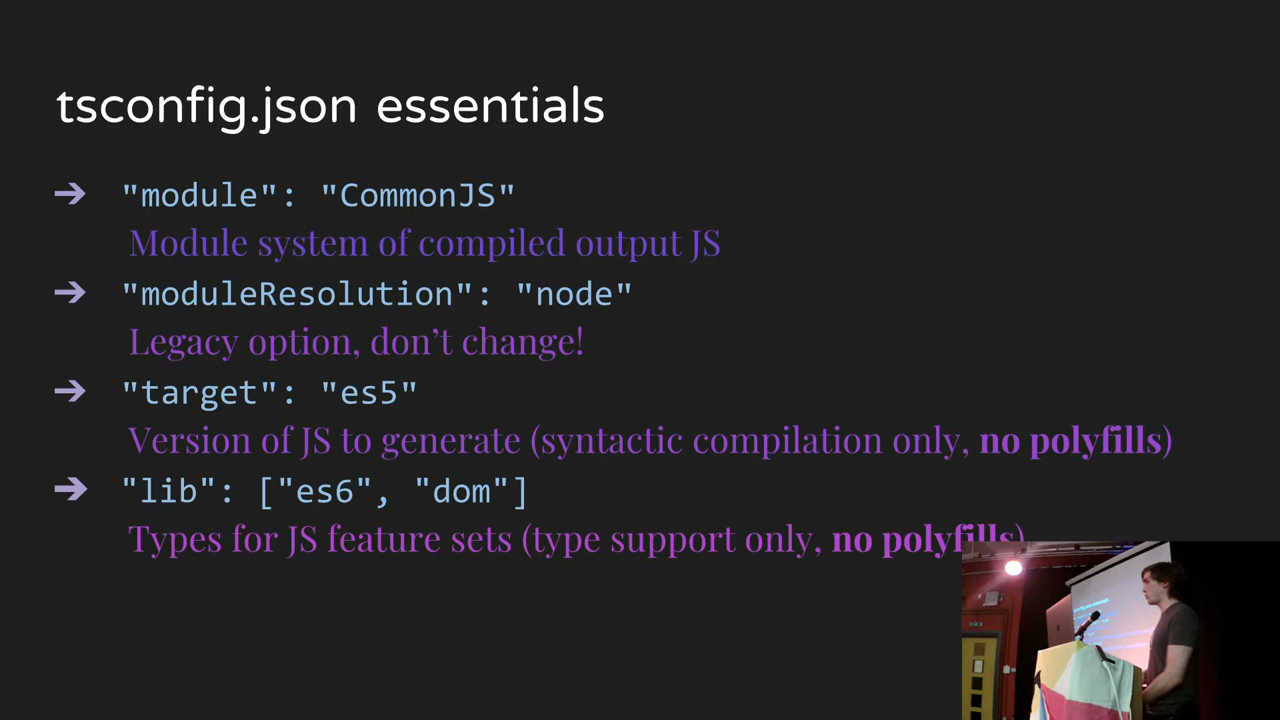 tsconfig.json essentials
➔ "module": "CommonJS"
Module system of compiled output JS
➔ "moduleResolution": "node"
Legacy option, don’t change!
➔ "target": "es5"
Version of JS to generate (syntactic compilation only, no polyfills)
➔ "lib": ["es6", "dom"]
Types for JS feature sets (type support only, no polyfills)